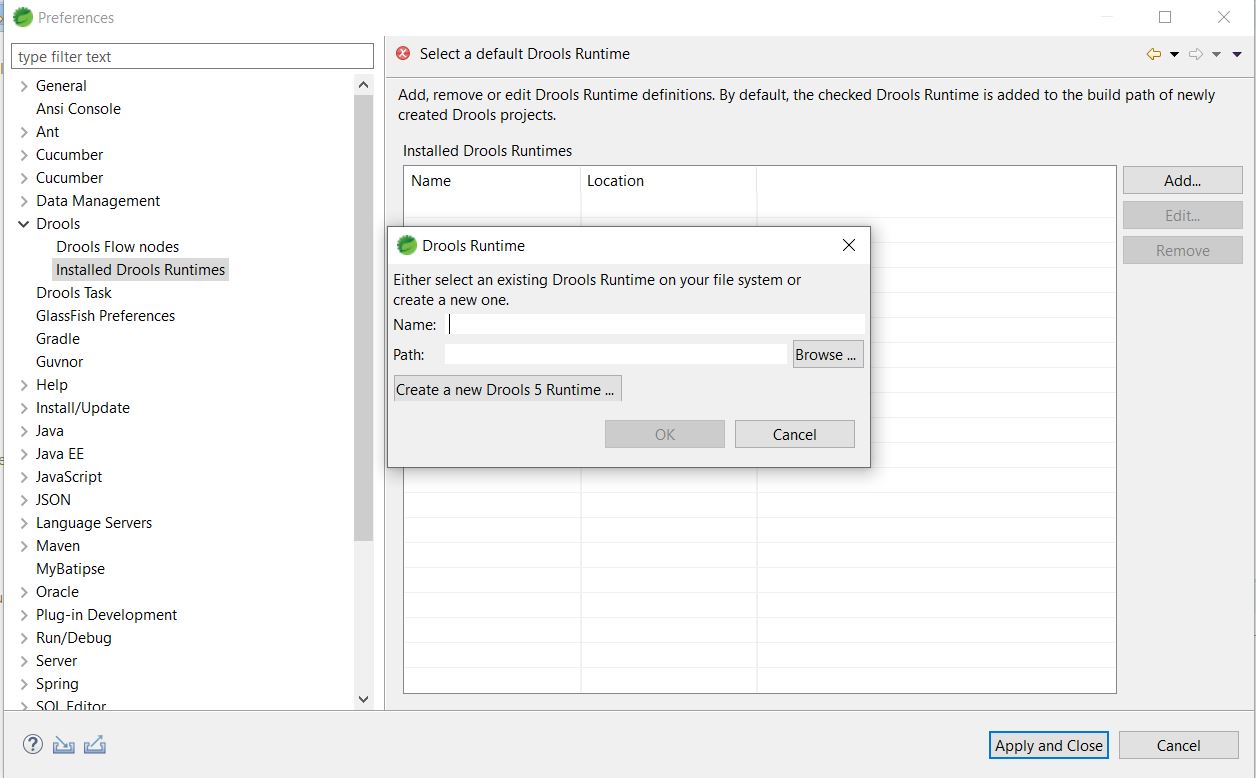 Preferences
type filter text
General
Ansi Console
Ant
Cucumber
Cucumber
Data Management
Drools
Drools Flow nodes
Installed Drools Runtimes
Drools Task
GlassFish Preferences
Gradle
Guvnor
Help
Install/Update
Java
Java EE
JavaScript
JSON
Language Servers
Maven
MyBatipse
Oracle
Plug-in Development
Run/Debug
Server
Spring
SQL Editor
Select a default Drools Runtime
Add, remove or edit Drools Runtime definitions. By default, the checked Drools Runtime is added to the build path of newly
created Drools projects.
Installed Drools Runtimes
Name Location
Add...
Edit...
Remove
Drools Runtime
Either select an existing Drools Runtime on your file system or
create a new one.
Name:
Path:
Browse ...
Create a new Drools 5 Runtime ...
OK Cancel
Apply and Close Cancel